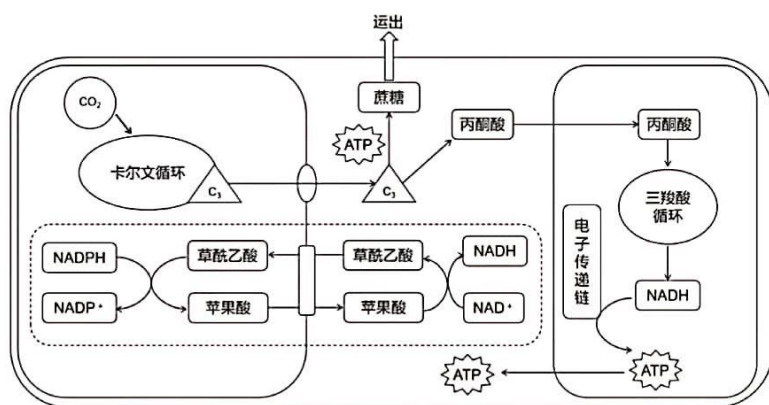 运出
CO₂
蔗糖
丙酮酸
丙酮酸
ATP
卡尔文循环
C₃
C₃
三羧酸
循环
电子传递链
NADPH
草酰乙酸
草酰乙酸
NADH
NADH
NADP⁺
苹果酸
苹果酸
NAD⁺
ATP
ATP